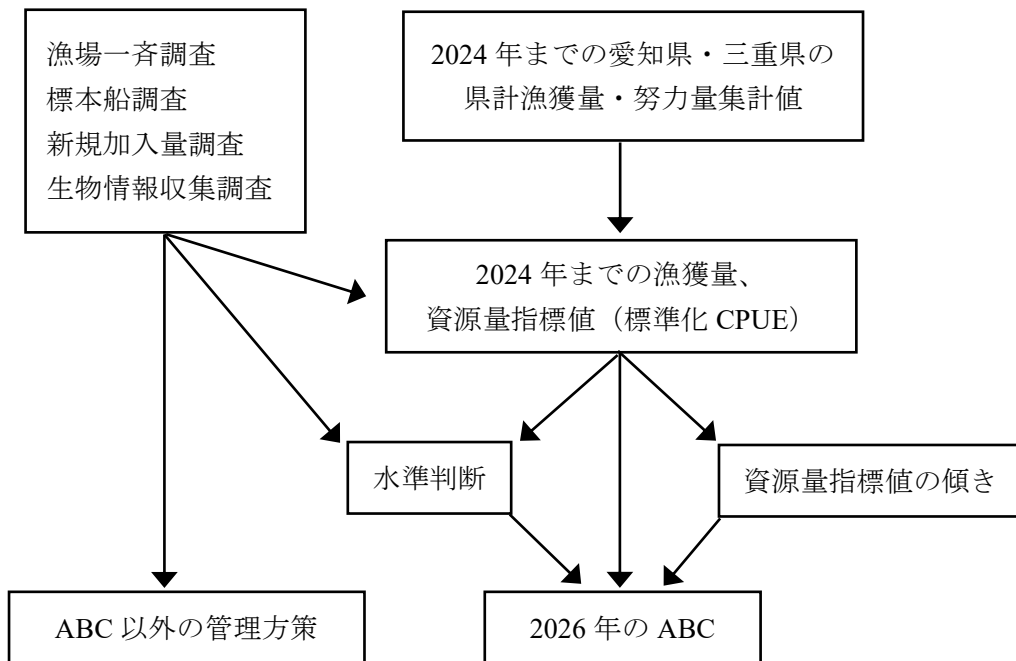 漁場一斉調査
標本船調査
新規加入量調査
生物情報収集調査
2024 年までの愛知県・三重県の
県計漁獲量・努力量集計値
2024 年までの漁獲量、
資源量指標値（標準化 CPUE）
水準判断
資源量指標値の傾き
ABC 以外の管理方策
2026 年の ABC